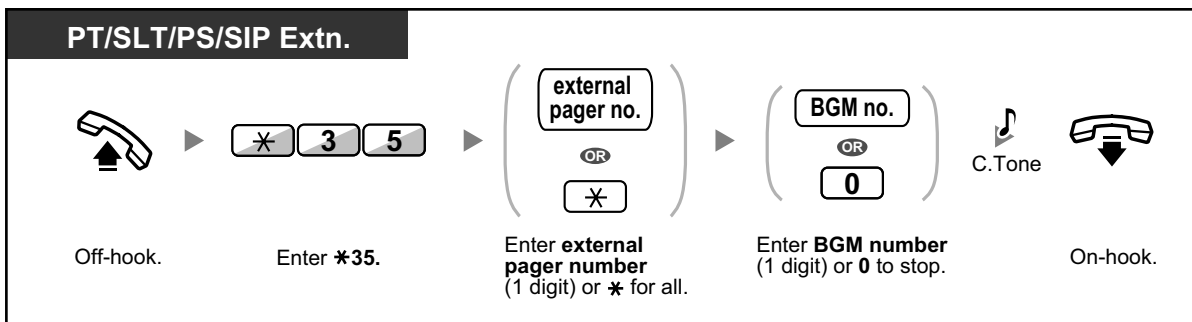 PT/SLT/PS/SIP Extn.
external
pager no.
OR
*
BGM no.
OR
0
* 3 5
C.Tone
Off-hook.
Enter *35.
Enter external
pager number
(1 digit) or * for all.
Enter BGM number
(1 digit) or 0 to stop.
On-hook.